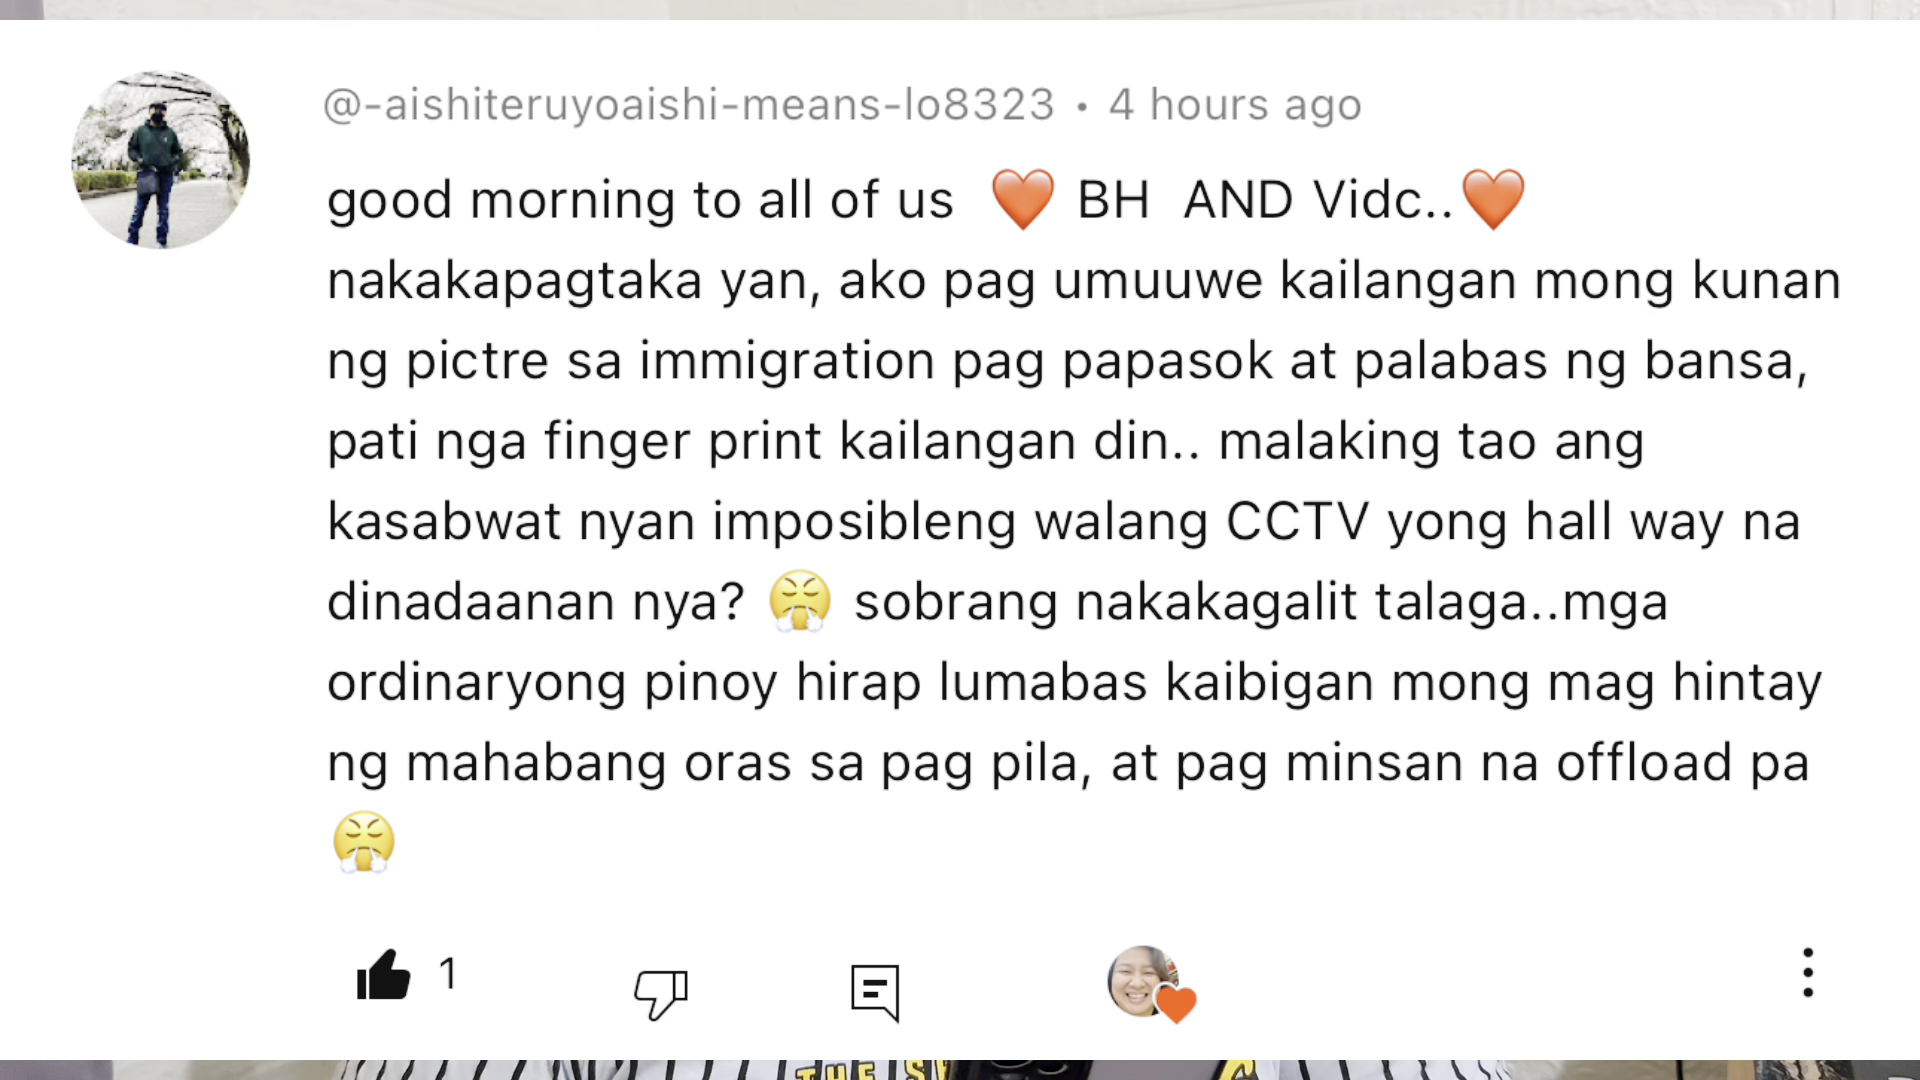 @-aishiteruyoaishi-means-lo8323 • 4 hours ago
good morning to all of us 🧡 BH AND Vidc..🧡
nakakapagtaka yan, ako pag umuuwe kailangan mong kunan
ng pictre sa immigration pag papasok at palabas ng bansa,
pati nga finger print kailangan din.. malaking tao ang
kasabwat nyan imposibleng walang CCTV yong hall way na
dinadaanan nya? 😤 sobrang nakakagalit talaga..mga
ordinaryong pinoy hirap lumabas kaibigan mong mag hintay
ng mahabang oras sa pag pila, at pag minsan na offload pa
😤
1
THE